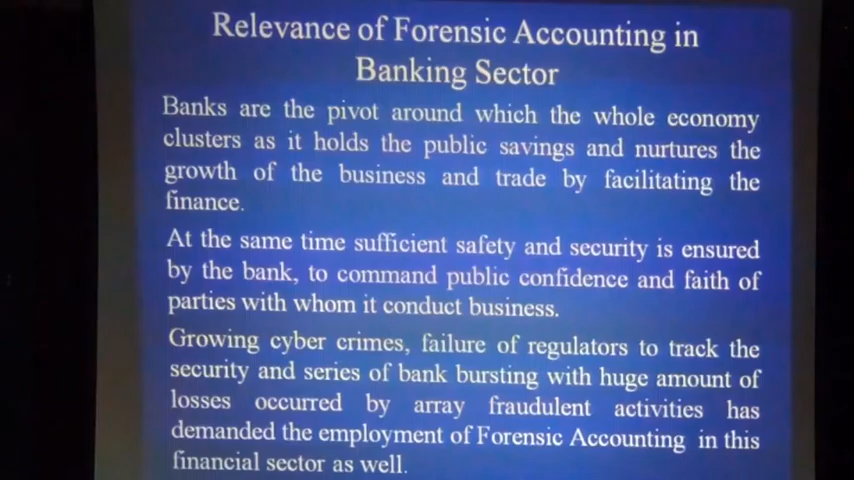 Relevance of Forensic Accounting in
Banking Sector
Banks are the pivot around which the whole economy
clusters as it holds the public savings and nurtures the
growth of the business and trade by facilitating the
finance.
At the same time sufficient safety and security is ensured
by the bank, to command public confidence and faith of
parties with whom it conduct business.
Growing cyber crimes, failure of regulators to track the
security and series of bank bursting with huge amount of
losses occurred by array fraudulent activities has
demanded the employment of Forensic Accounting in this
financial sector as well.